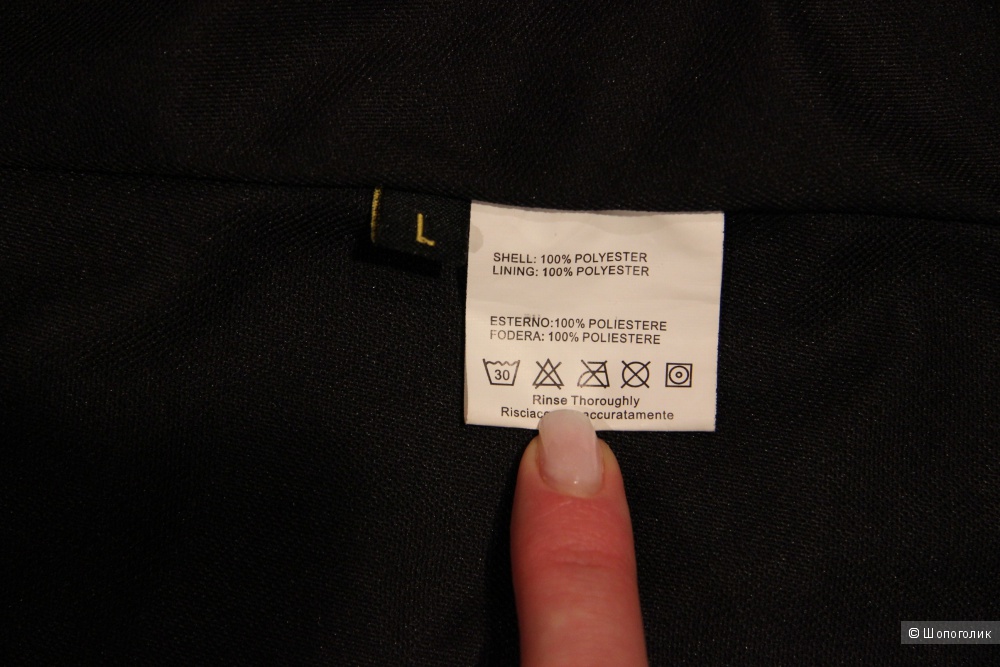 L
SHELL: 100% POLYESTER
LINING: 100% POLYESTER
ESTERNO:100% POLIESTERE
FODERA: 100% POLIESTERE
30
Rinse Thoroughly
© Шопоголик